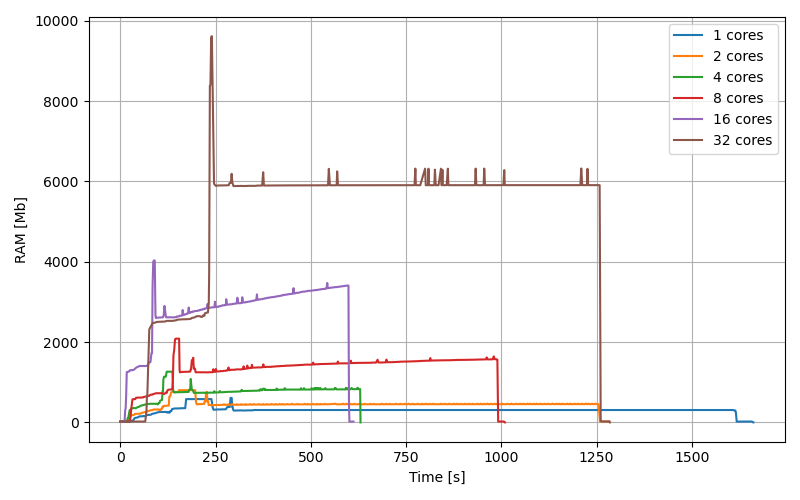 10000
8000
6000
4000
2000
0
RAM [Mb]
1 cores
2 cores
4 cores
8 cores
16 cores
32 cores
0 250 500 750 1000 1250 1500
Time [s]